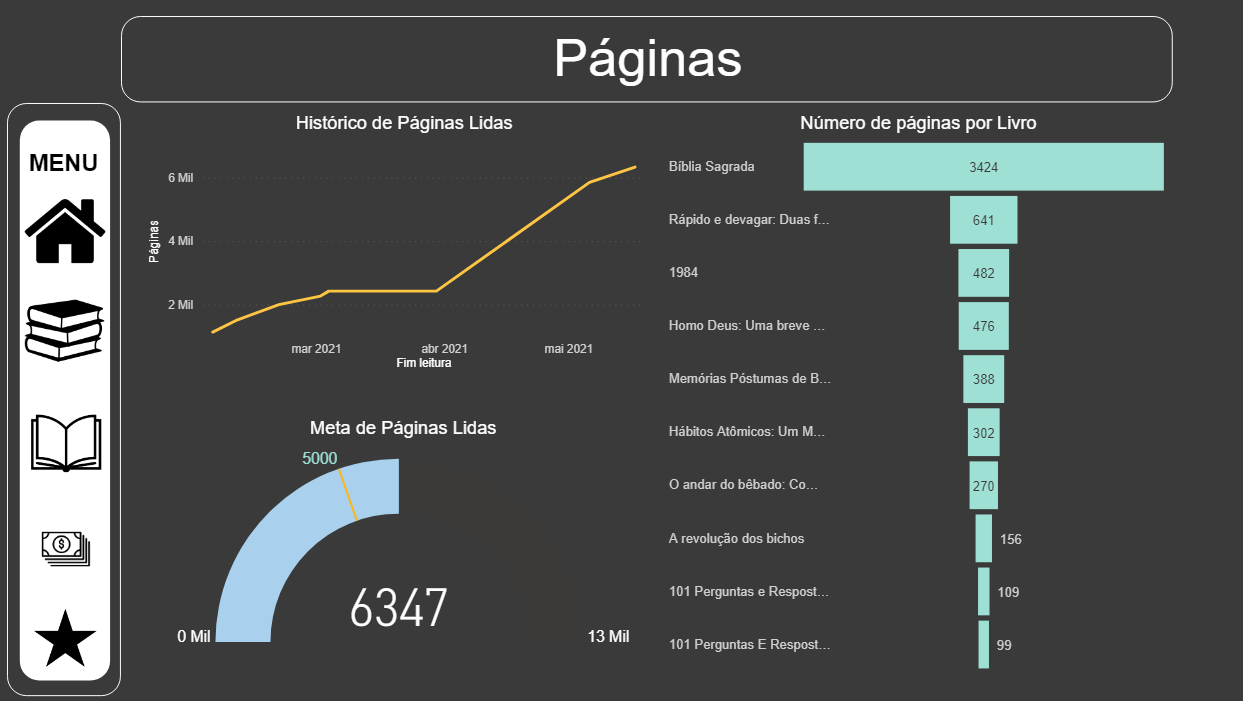 Páginas
MENU
Histórico de Páginas Lidas
Páginas
6 Mil
4 Mil
2 Mil
mar 2021
abr 2021
mai 2021
Fim leitura
Meta de Páginas Lidas
5000
6347
0 Mil
13 Mil
Número de páginas por Livro
Bíblia Sagrada 3424
Rápido e devagar: Duas f... 641
1984 482
Homo Deus: Uma breve ... 476
Memórias Póstumas de B... 388
Hábitos Atômicos: Um M... 302
O andar do bêbado: Co... 270
A revolução dos bichos 156
101 Perguntas e Respost... 109
101 Perguntas E Respost... 99